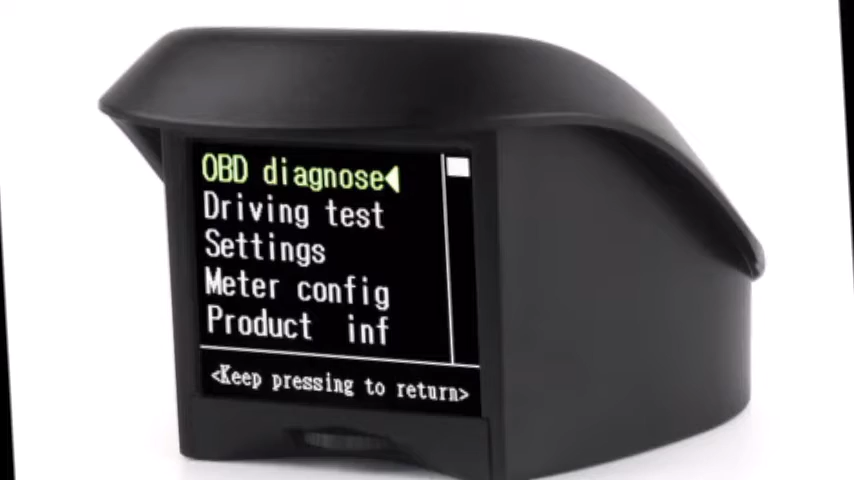 OBD diagnose
Driving test
Settings
Meter config
Product inf
<Keep pressing to return>